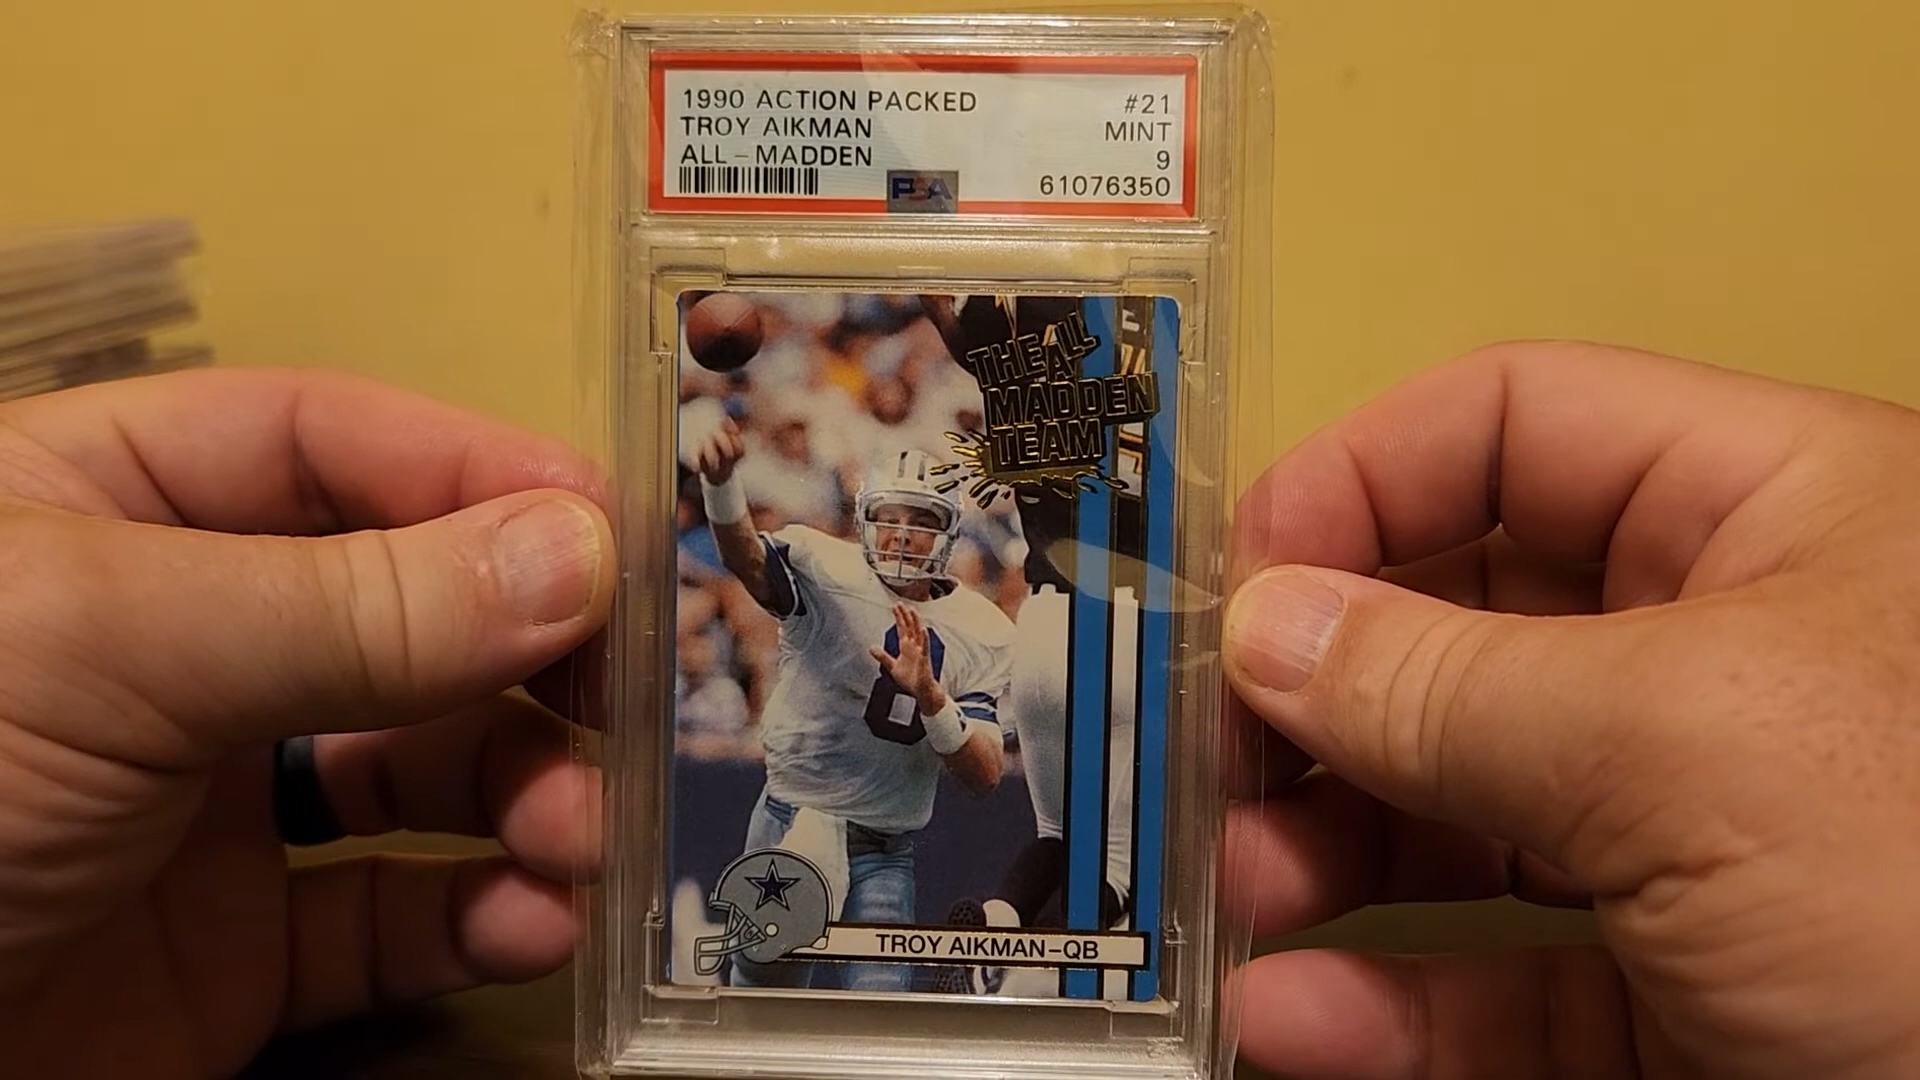 1990 ACTION PACKED #21
TROY AIKMAN MINT
ALL-MADDEN 9
PSA 61076350
THE ALL
MADDEN
TEAM
8
TROY AIKMAN-QB